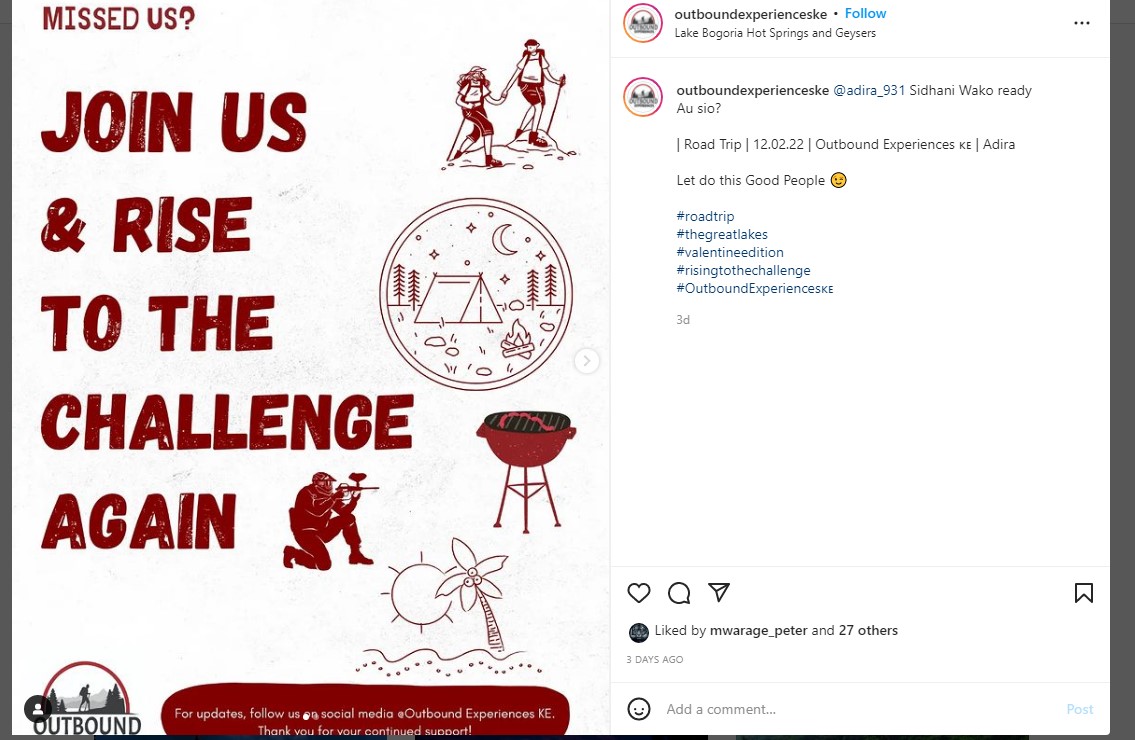 MISSED US?
JOIN US
& RISE
TO THE
CHALLENGE
AGAIN
OUTBOUND
For updates, follow us on social media @Outbound Experiences KE.
Thank you for your continued support!
outboundexperienceske • Follow
Lake Bogoria Hot Springs and Geysers
outboundexperienceske @adira_931 Sidhani Wako ready
Au sio?
| Road Trip | 12.02.22 | Outbound Experiences ᴋᴇ | Adira
Let do this Good People 😉
#roadtrip
#thegreatlakes
#valentineedition
#risingtothechallenge
#OutboundExperiencesᴋᴇ
3d
Liked by mwarage_peter and 27 others
3 DAYS AGO
Add a comment...
Post